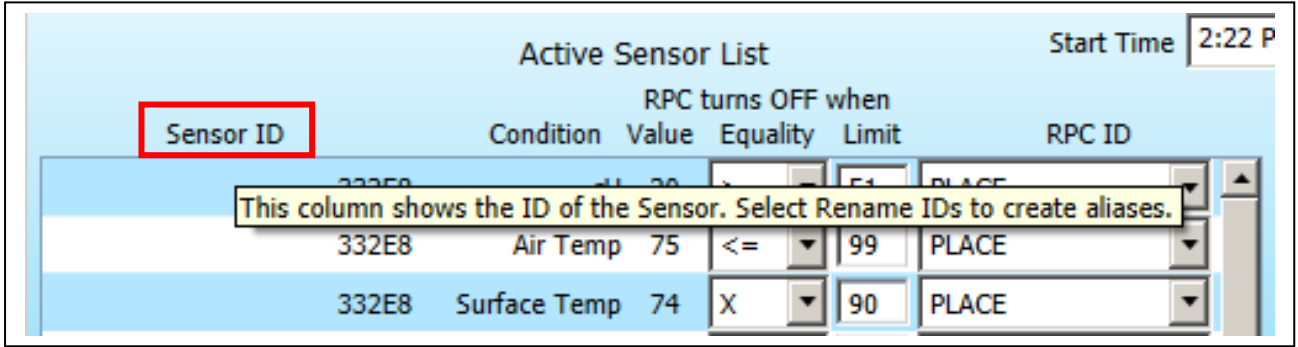 Active Sensor List
Start Time 2:22 P
RPC turns OFF when
Sensor ID Condition Value Equality Limit RPC ID
This column shows the ID of the Sensor. Select Rename IDs to create aliases.
332E8 Air Temp 75 <= 99 PLACE
332E8 Surface Temp 74 X 90 PLACE